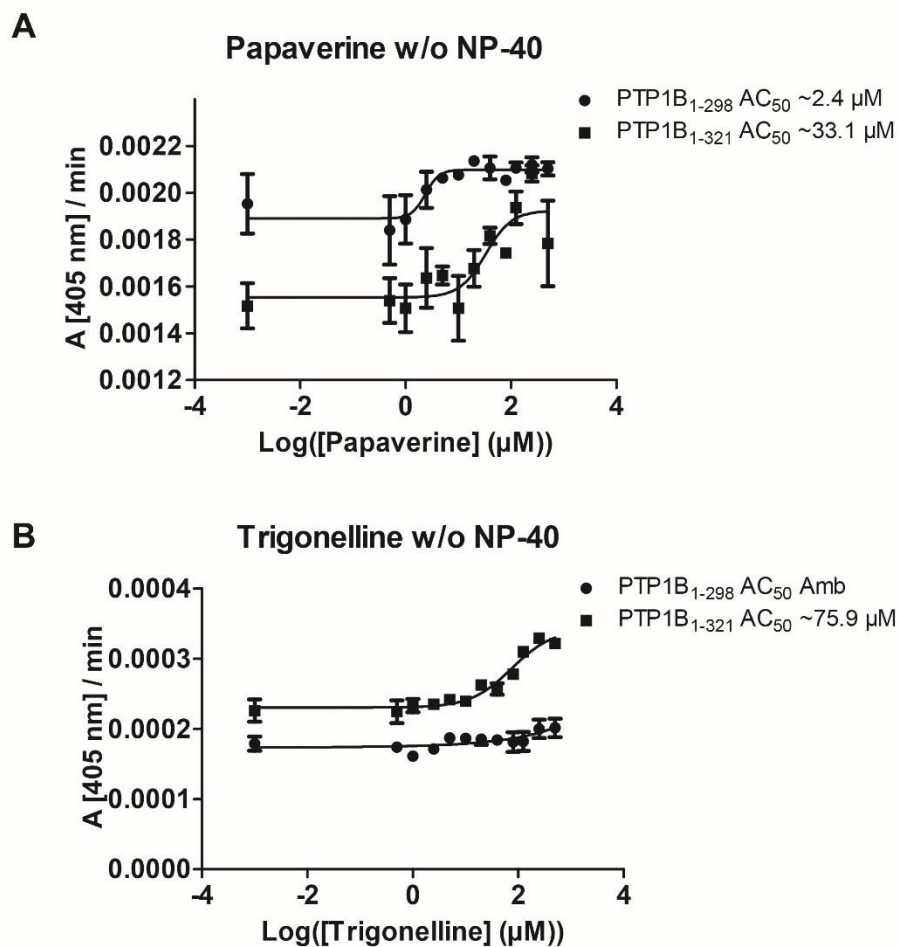 A
Papaverine w/o NP-40
PTP1B1-298 AC50 ~2.4 µM
PTP1B1-321 AC50 ~33.1 µM
0.0022
0.0020
0.0018
0.0016
0.0014
0.0012
A [405 nm] / min
-4
-2
0
2
4
Log([Papaverine] (µM))
B
Trigonelline w/o NP-40
PTP1B1-298 AC50 Amb
PTP1B1-321 AC50 ~75.9 µM
0.0004
0.0003
0.0002
0.0001
0.0000
A [405 nm] / min
-4
-2
0
2
4
Log([Trigonelline] (µM))